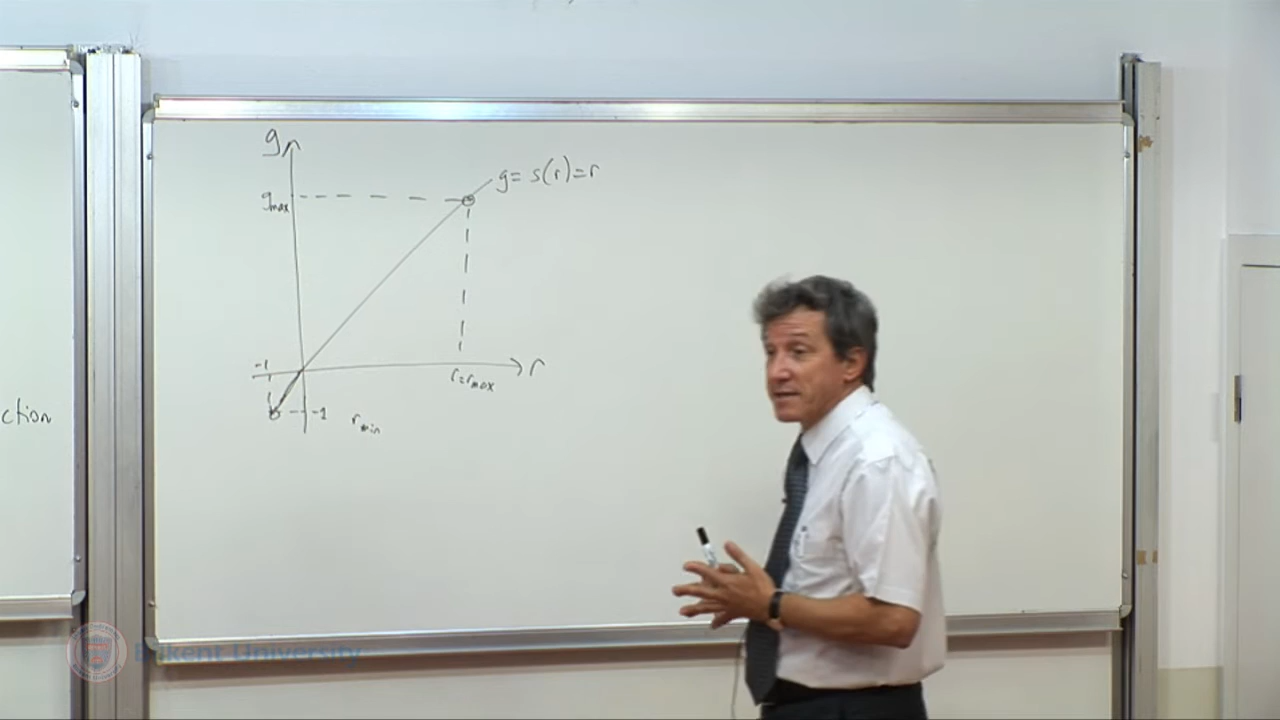 g
g = s(r) = r
gmax
-1
r
r=rmax
-1
rmin
ction
Bilkent University